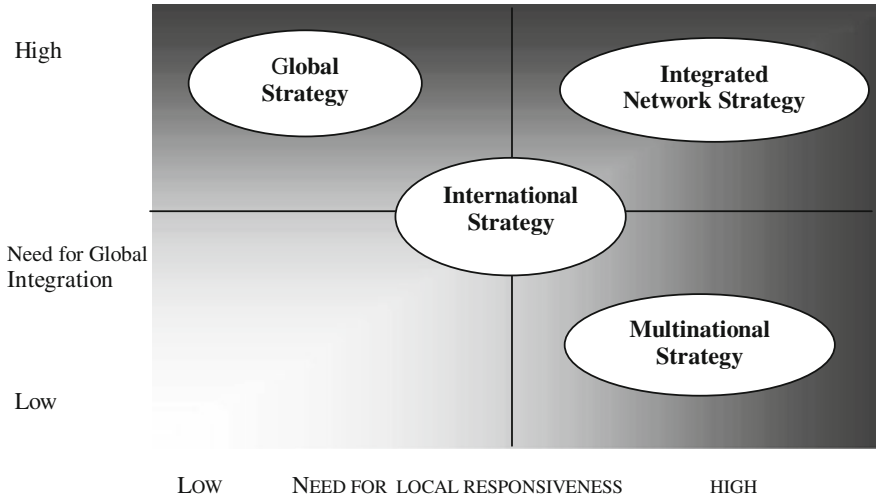 High
Global
Strategy
Integrated
Network Strategy
International
Strategy
Need for Global
Integration
Multinational
Strategy
Low
LOW NEED FOR LOCAL RESPONSIVENESS HIGH